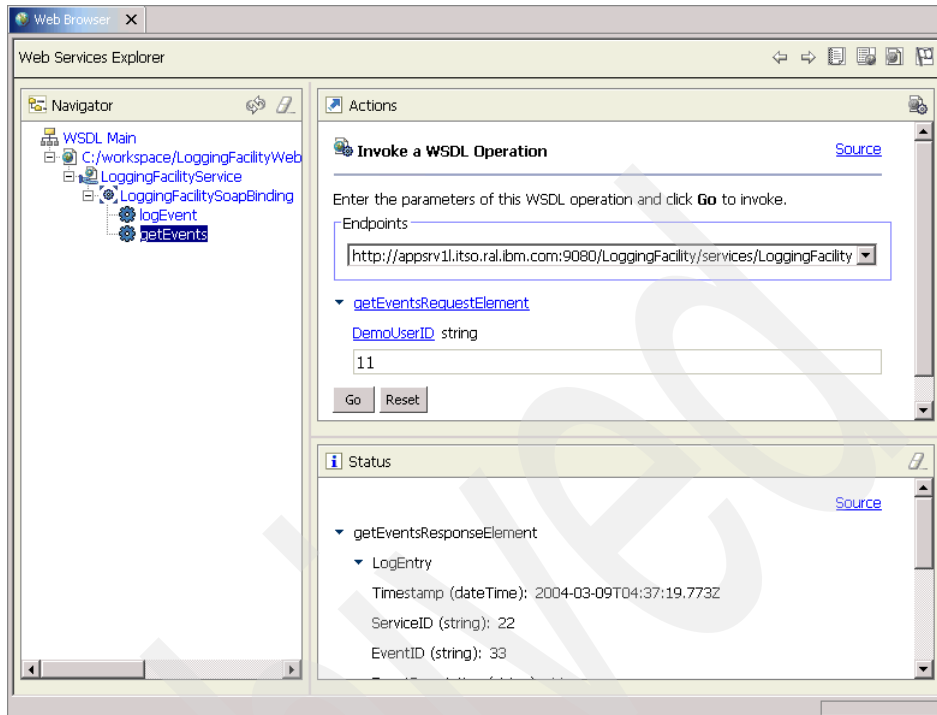 Web Browser X
Web Services Explorer
Navigator
WSDL Main
C:/workspace/LoggingFacilityWeb
LoggingFacilityService
LoggingFacilitySoapBinding
logEvent
getEvents
Actions
Invoke a WSDL Operation Source
Enter the parameters of this WSDL operation and click Go to invoke.
Endpoints
http://appsrv1l.itso.ral.ibm.com:9080/LoggingFacility/services/LoggingFacility
getEventsRequestElement
DemoUserID string
11
Go Reset
Status
Source
getEventsResponseElement
LogEntry
Timestamp (dateTime): 2004-03-09T04:37:19.773Z
ServiceID (string): 22
EventID (string): 33